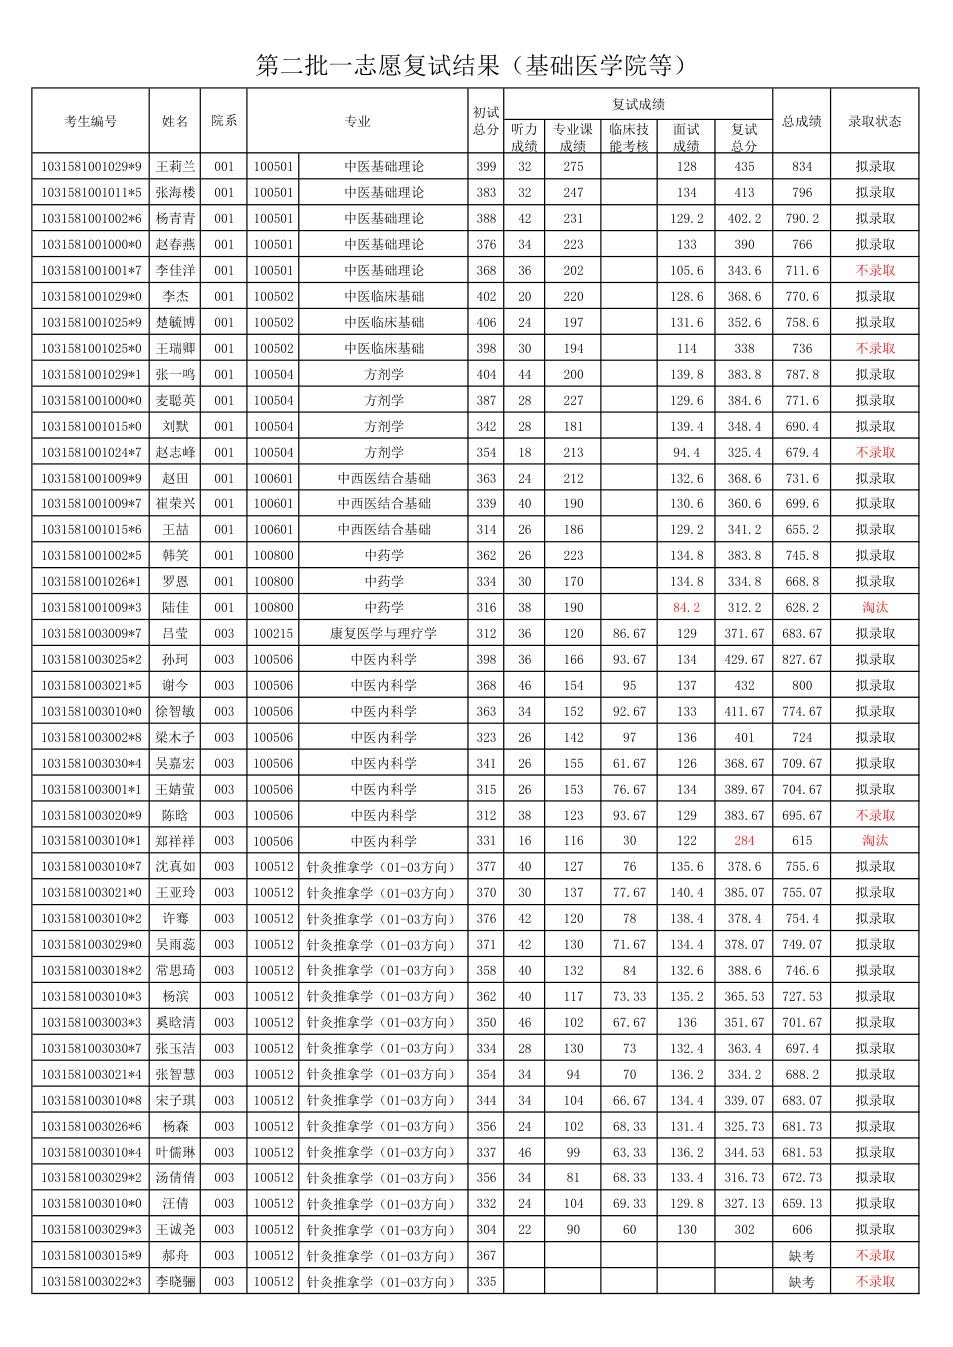 第二批一志愿复试结果（基础医学院等）
考生编号 姓名 院系 专业 初试总分 复试成绩 总成绩 录取状态
听力成绩 专业课成绩 临床技能考核 面试成绩 复试总分
1031581001029*9 王莉兰 001 100501 中医基础理论 399 32 275 128 435 834 拟录取
1031581001011*5 张海楼 001 100501 中医基础理论 383 32 247 134 413 796 拟录取
1031581001002*6 杨青青 001 100501 中医基础理论 388 42 231 129.2 402.2 790.2 拟录取
1031581001000*0 赵春燕 001 100501 中医基础理论 376 34 223 133 390 766 拟录取
1031581001001*7 李佳洋 001 100501 中医基础理论 368 36 202 105.6 343.6 711.6 不录取
1031581001029*0 李杰 001 100502 中医临床基础 402 20 220 128.6 368.6 770.6 拟录取
1031581001025*9 楚毓博 001 100502 中医临床基础 406 24 197 131.6 352.6 758.6 拟录取
1031581001025*0 王瑞卿 001 100502 中医临床基础 398 30 194 114 338 736 不录取
1031581001029*1 张一鸣 001 100504 方剂学 404 44 200 139.8 383.8 787.8 拟录取
1031581001000*0 麦聪英 001 100504 方剂学 387 28 227 129.6 384.6 771.6 拟录取
1031581001015*0 刘默 001 100504 方剂学 342 28 181 139.4 348.4 690.4 拟录取
1031581001024*7 赵志峰 001 100504 方剂学 354 18 213 94.4 325.4 679.4 不录取
1031581001009*9 赵田 001 100601 中西医结合基础 363 24 212 132.6 368.6 731.6 拟录取
1031581001009*7 崔荣兴 001 100601 中西医结合基础 339 40 190 130.6 360.6 699.6 拟录取
1031581001015*6 王喆 001 100601 中西医结合基础 314 26 186 129.2 341.2 655.2 拟录取
1031581001002*5 韩笑 001 100800 中药学 362 26 223 134.8 383.8 745.8 拟录取
1031581001026*1 罗恩 001 100800 中药学 334 30 170 134.8 334.8 668.8 拟录取
1031581001009*3 陆佳 001 100800 中药学 316 38 190 84.2 312.2 628.2 淘汰
1031581003009*7 吕莹 003 100215 康复医学与理疗学 312 36 120 86.67 129 371.67 683.67 拟录取
1031581003025*2 孙珂 003 100506 中医内科学 398 36 166 93.67 134 429.67 827.67 拟录取
1031581003021*5 谢今 003 100506 中医内科学 368 46 154 95 137 432 800 拟录取
1031581003010*0 徐智敏 003 100506 中医内科学 363 34 152 92.67 133 411.67 774.67 拟录取
1031581003002*8 梁木子 003 100506 中医内科学 323 26 142 97 136 401 724 拟录取
1031581003030*4 吴嘉宏 003 100506 中医内科学 341 26 155 61.67 126 368.67 709.67 拟录取
1031581003001*1 王婧萤 003 100506 中医内科学 315 26 153 76.67 134 389.67 704.67 拟录取
1031581003020*9 陈晗 003 100506 中医内科学 312 38 123 93.67 129 383.67 695.67 不录取
1031581003010*1 郑祥祥 003 100506 中医内科学 331 16 116 30 122 284 615 淘汰
1031581003010*7 沈真如 003 100512 针灸推拿学（01-03方向） 377 40 127 76 135.6 378.6 755.6 拟录取
1031581003021*0 王亚玲 003 100512 针灸推拿学（01-03方向） 370 30 137 77.67 140.4 385.07 755.07 拟录取
1031581003010*2 许骞 003 100512 针灸推拿学（01-03方向） 376 42 120 78 138.4 378.4 754.4 拟录取
1031581003029*0 吴雨蕊 003 100512 针灸推拿学（01-03方向） 371 42 130 71.67 134.4 378.07 749.07 拟录取
1031581003018*2 常思琦 003 100512 针灸推拿学（01-03方向） 358 40 132 84 132.6 388.6 746.6 拟录取
1031581003010*3 杨滨 003 100512 针灸推拿学（01-03方向） 362 40 117 73.33 135.2 365.53 727.53 拟录取
1031581003003*3 奚晗清 003 100512 针灸推拿学（01-03方向） 350 46 102 67.67 136 351.67 701.67 拟录取
1031581003030*7 张玉洁 003 100512 针灸推拿学（01-03方向） 334 28 130 73 132.4 363.4 697.4 拟录取
1031581003021*4 张智慧 003 100512 针灸推拿学（01-03方向） 354 34 94 70 136.2 334.2 688.2 拟录取
1031581003010*8 宋子琪 003 100512 针灸推拿学（01-03方向） 344 34 104 66.67 134.4 339.07 683.07 拟录取
1031581003026*6 杨森 003 100512 针灸推拿学（01-03方向） 356 24 102 68.33 131.4 325.73 681.73 拟录取
1031581003010*4 叶儒琳 003 100512 针灸推拿学（01-03方向） 337 46 99 63.33 136.2 344.53 681.53 拟录取
1031581003029*2 汤倩倩 003 100512 针灸推拿学（01-03方向） 356 34 81 68.33 133.4 316.73 672.73 拟录取
1031581003010*0 汪倩 003 100512 针灸推拿学（01-03方向） 332 24 104 69.33 129.8 327.13 659.13 拟录取
1031581003029*3 王诚尧 003 100512 针灸推拿学（01-03方向） 304 22 90 60 130 302 606 拟录取
1031581003015*9 郝舟 003 100512 针灸推拿学（01-03方向） 367 缺考 不录取
1031581003022*3 李晓骊 003 100512 针灸推拿学（01-03方向） 335 缺考 不录取